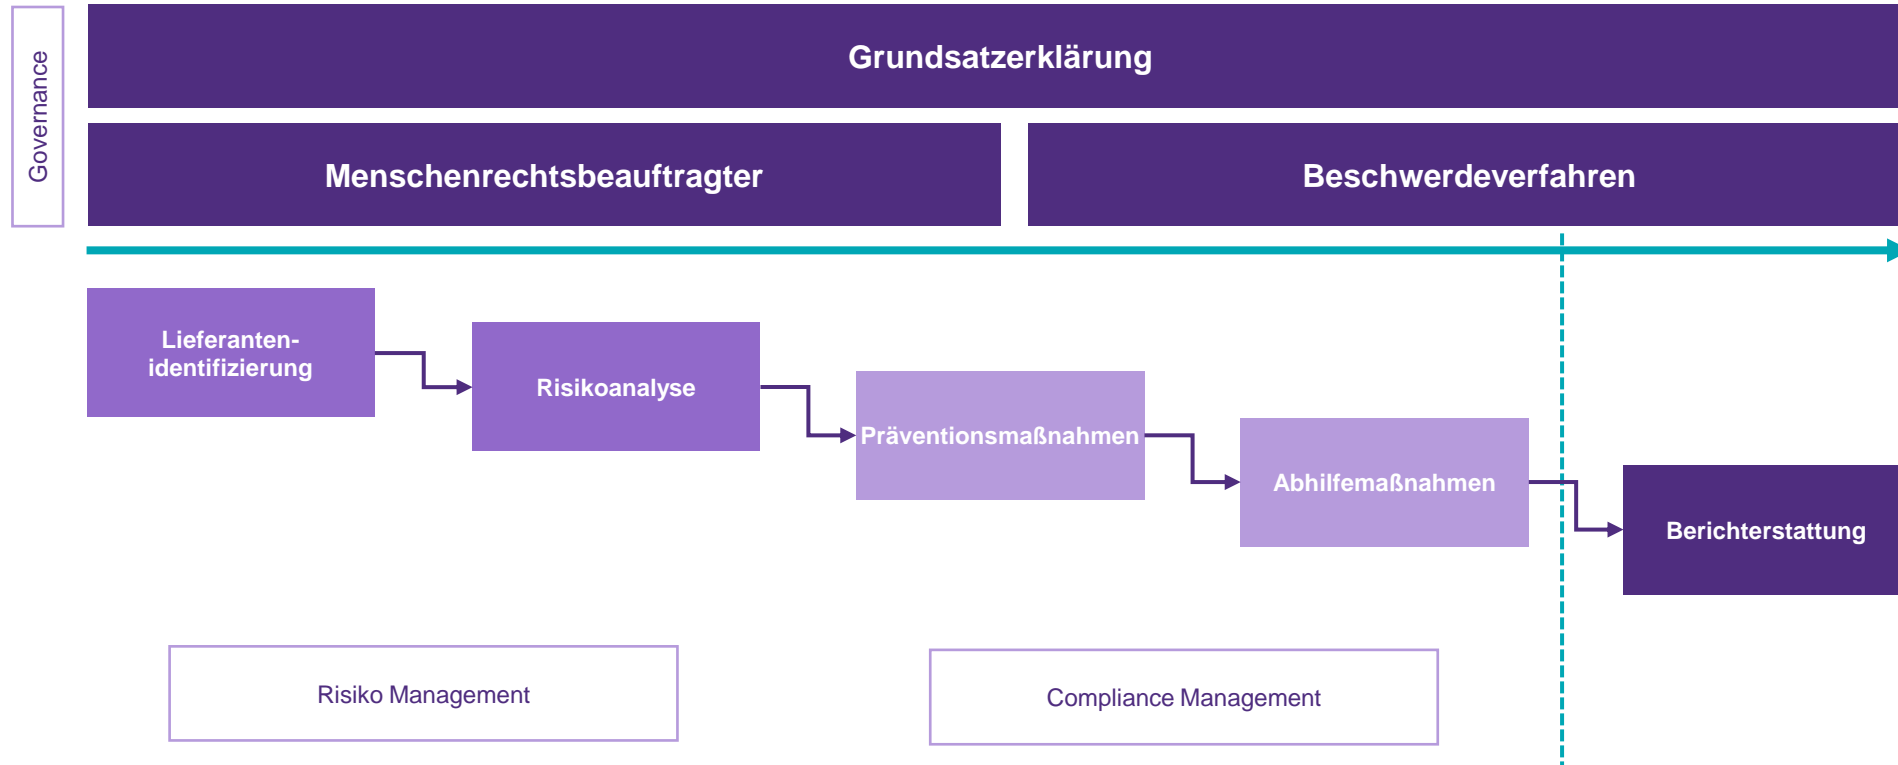 Governance
Grundsatzerklärung
Menschenrechtsbeauftragter
Beschwerdeverfahren
Lieferanten-
identifizierung
Risikoanalyse
Präventionsmaßnahmen
Abhilfemaßnahmen
Berichterstattung
Risiko Management
Compliance Management